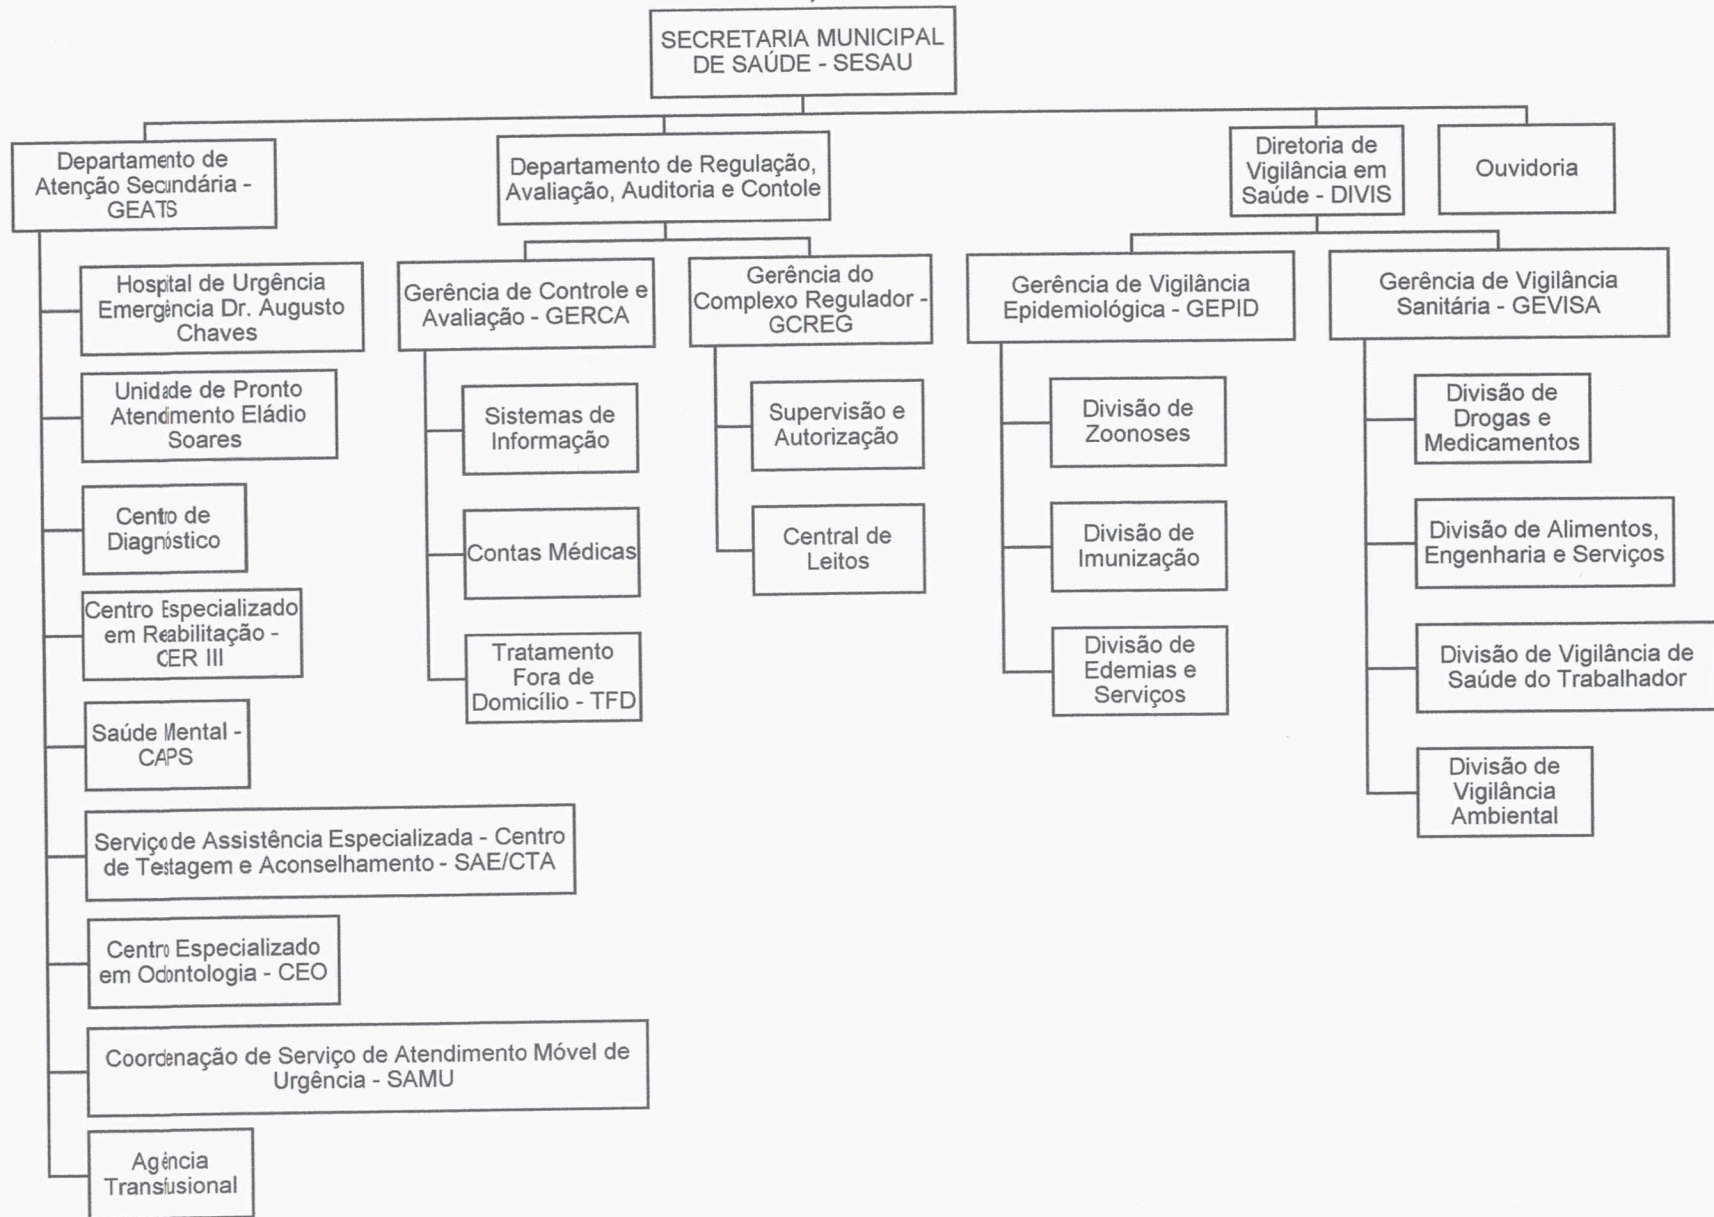 SECRETARIA MUNICIPAL
DE SAÚDE - SESAU
Departamento de
Atenção Secundária -
GEATS
Departamento de Regulação,
Avaliação, Auditoria e Contole
Diretoria de
Vigilância em
Saúde - DIVIS
Ouvidoria
Hospital de Urgência
Emergência Dr. Augusto
Chaves
Unidade de Pronto
Atendimento Eládio
Soares
Centro de
Diagnóstico
Centro Especializado
em Reabilitação -
CER III
Saúde Mental -
CAPS
Serviço de Assistência Especializada - Centro
de Testagem e Aconselhamento - SAE/CTA
Centro Especializado
em Odontologia - CEO
Coordenação de Serviço de Atendimento Móvel de
Urgência - SAMU
Agência
Transfusional
Gerência de Controle e
Avaliação - GERCA
Sistemas de
Informação
Contas Médicas
Tratamento
Fora de
Domicílio - TFD
Gerência do
Complexo Regulador -
GCREG
Supervisão e
Autorização
Central de
Leitos
Gerência de Vigilância
Epidemiológica - GEPID
Divisão de
Zoonoses
Divisão de
Imunização
Divisão de
Edemias e
Serviços
Gerência de Vigilância
Sanitária - GEVISA
Divisão de
Drogas e
Medicamentos
Divisão de Alimentos,
Engenharia e Serviços
Divisão de Vigilância de
Saúde do Trabalhador
Divisão de
Vigilância
Ambiental